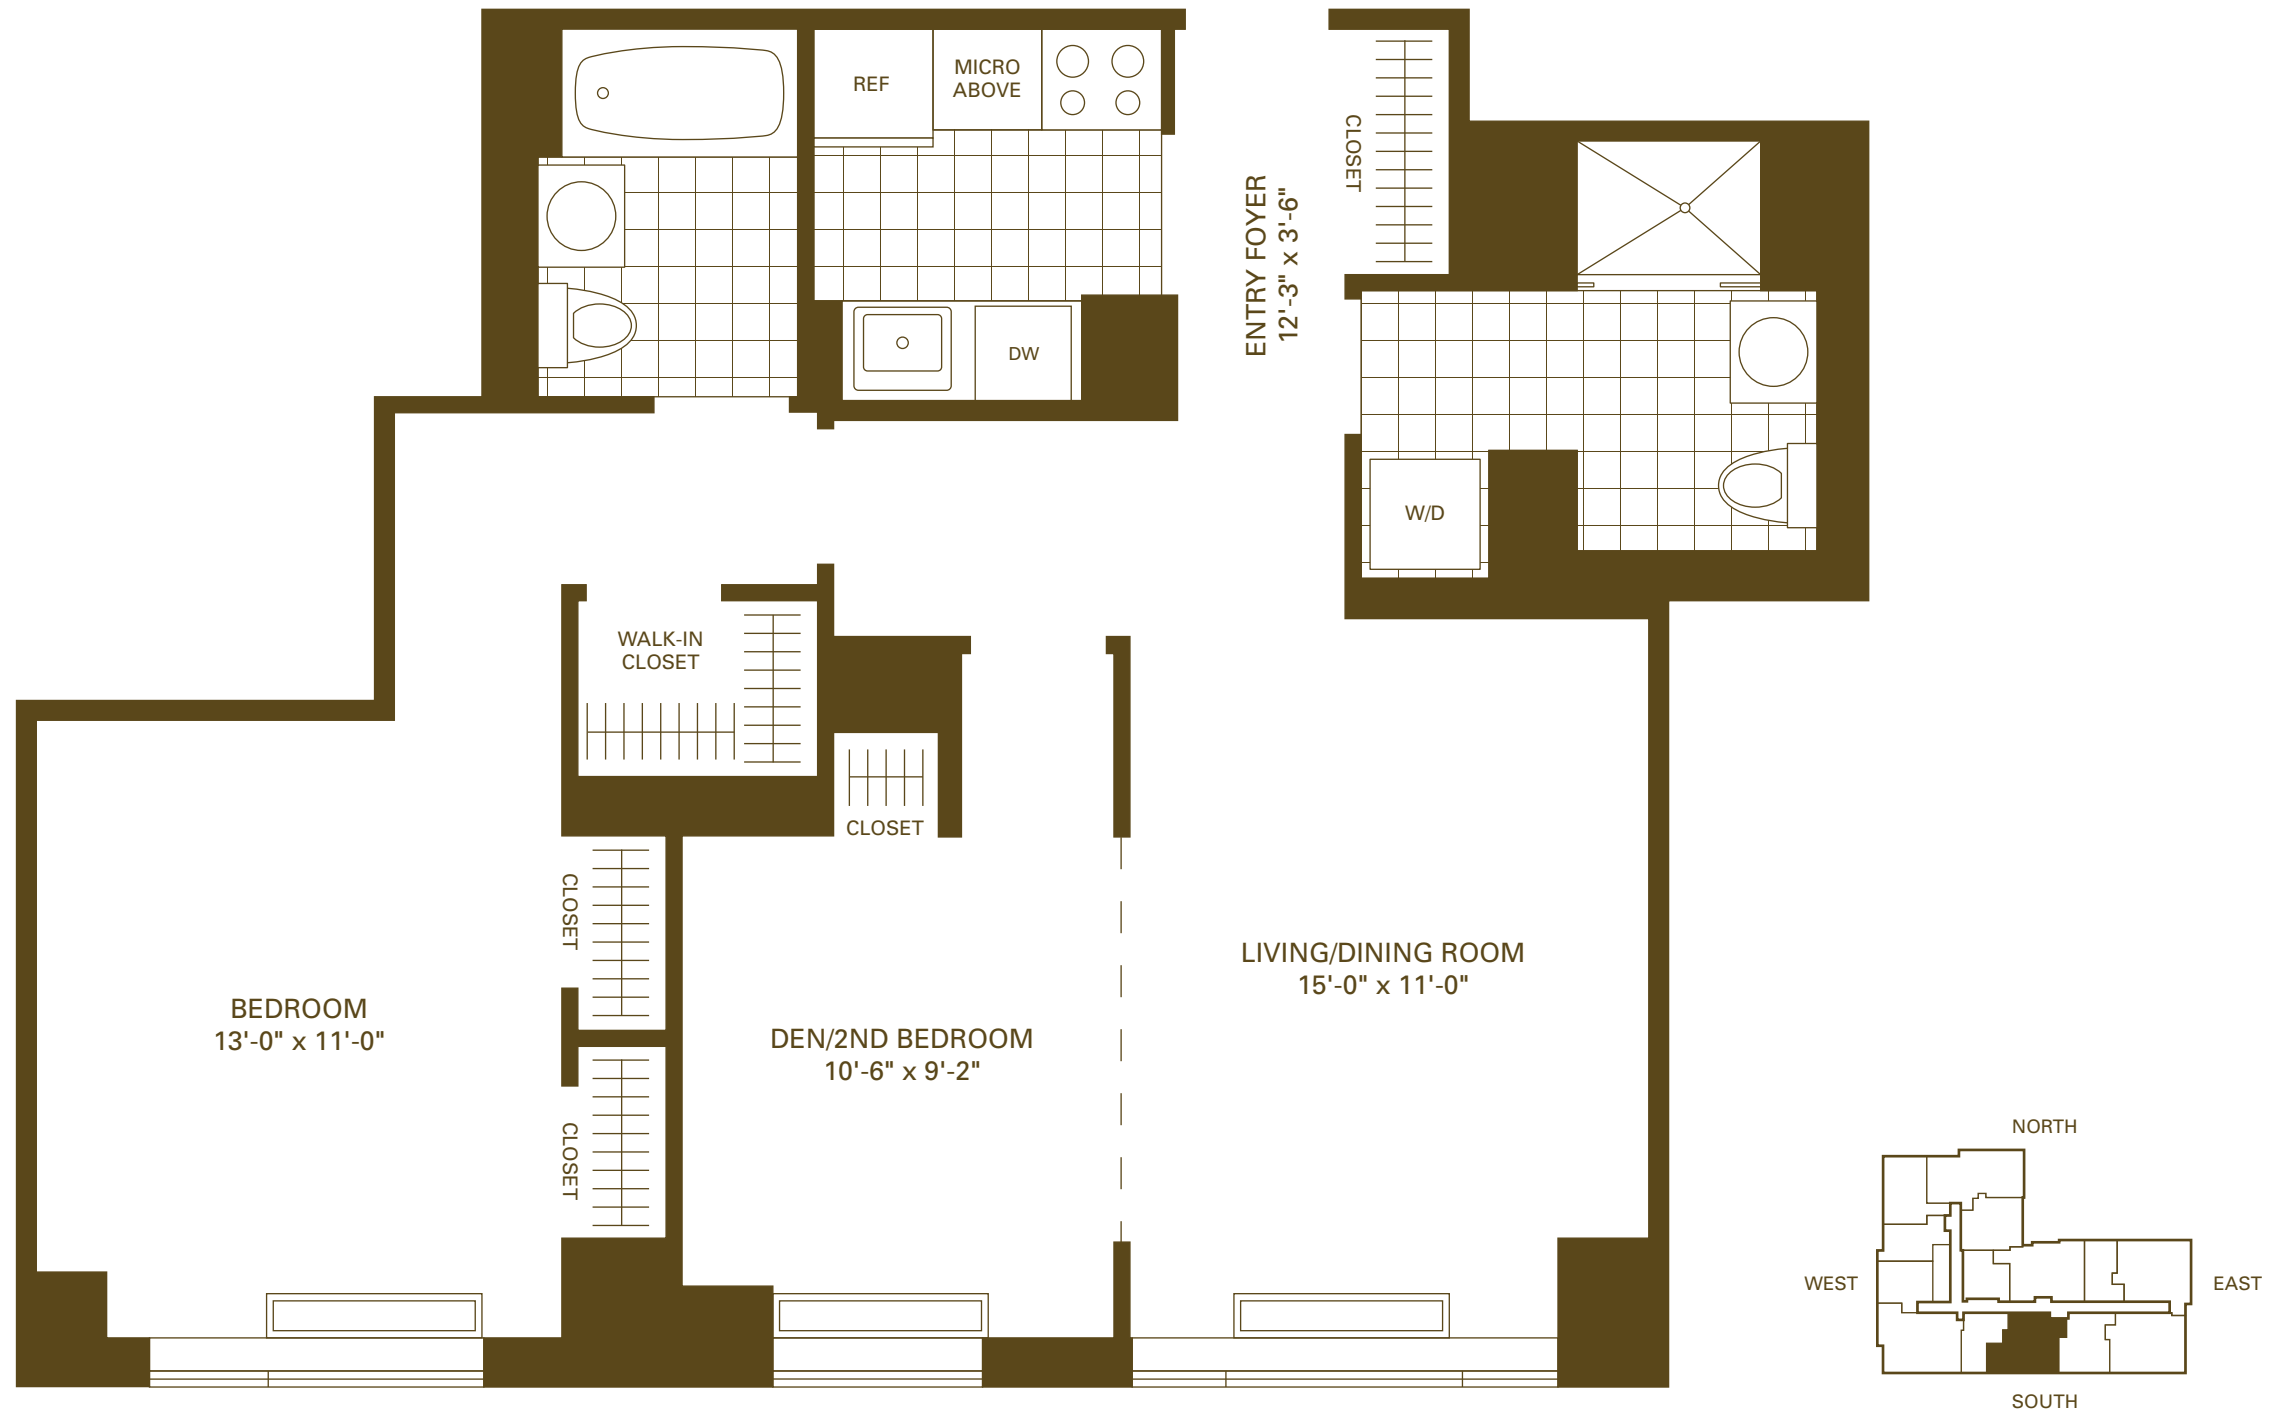 REF
MICRO
ABOVE
CLOSET
ENTRY FOYER
12'-3" x 3'-6"
DW
W/D
WALK-IN
CLOSET
CLOSET
CLOSET
LIVING/DINING ROOM
15'-0" x 11'-0"
BEDROOM
13'-0" x 11'-0"
DEN/2ND BEDROOM
10'-6" x 9'-2"
CLOSET
NORTH
WEST
EAST
SOUTH